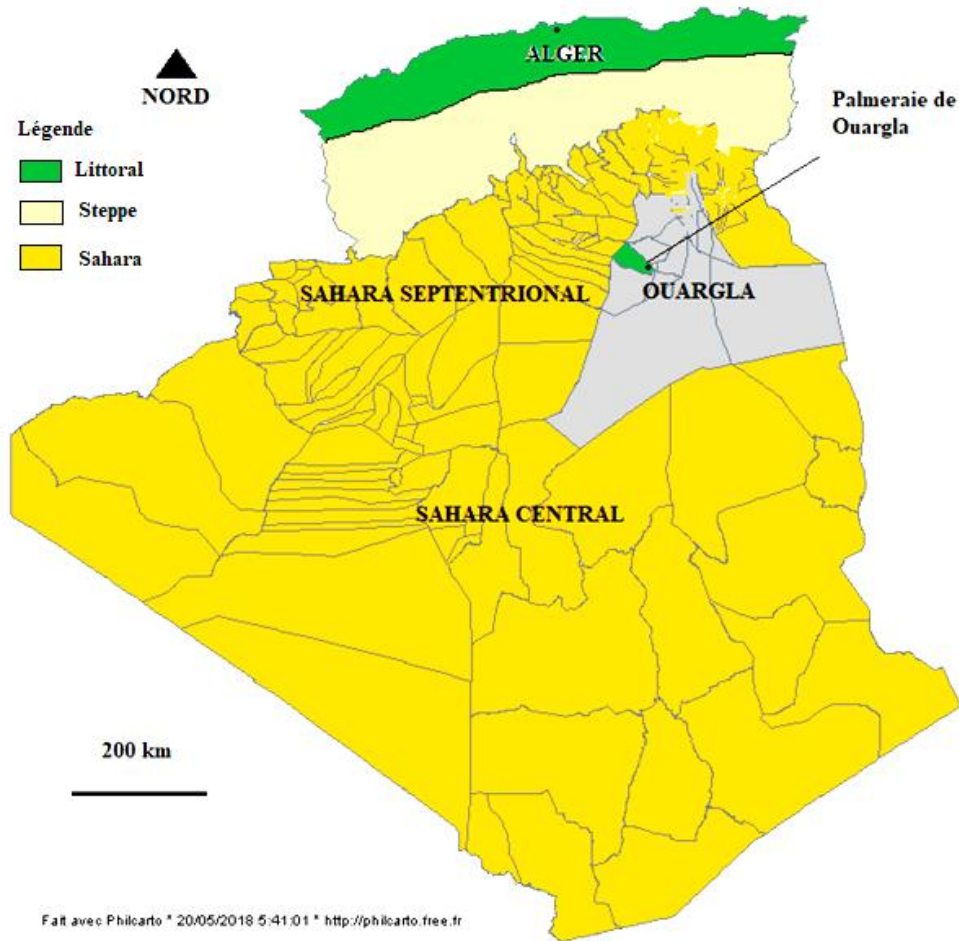 ALGER
NORD
Palmeraie de
Ouargla
Légende
Littoral
Steppe
Sahara
SAHARA SEPTENTRIONAL
OUARGLA
SAHARA CENTRAL
200 km
Fait avec Philcarto * 20/05/2018 5:41:01 * http://philcarto.free.fr